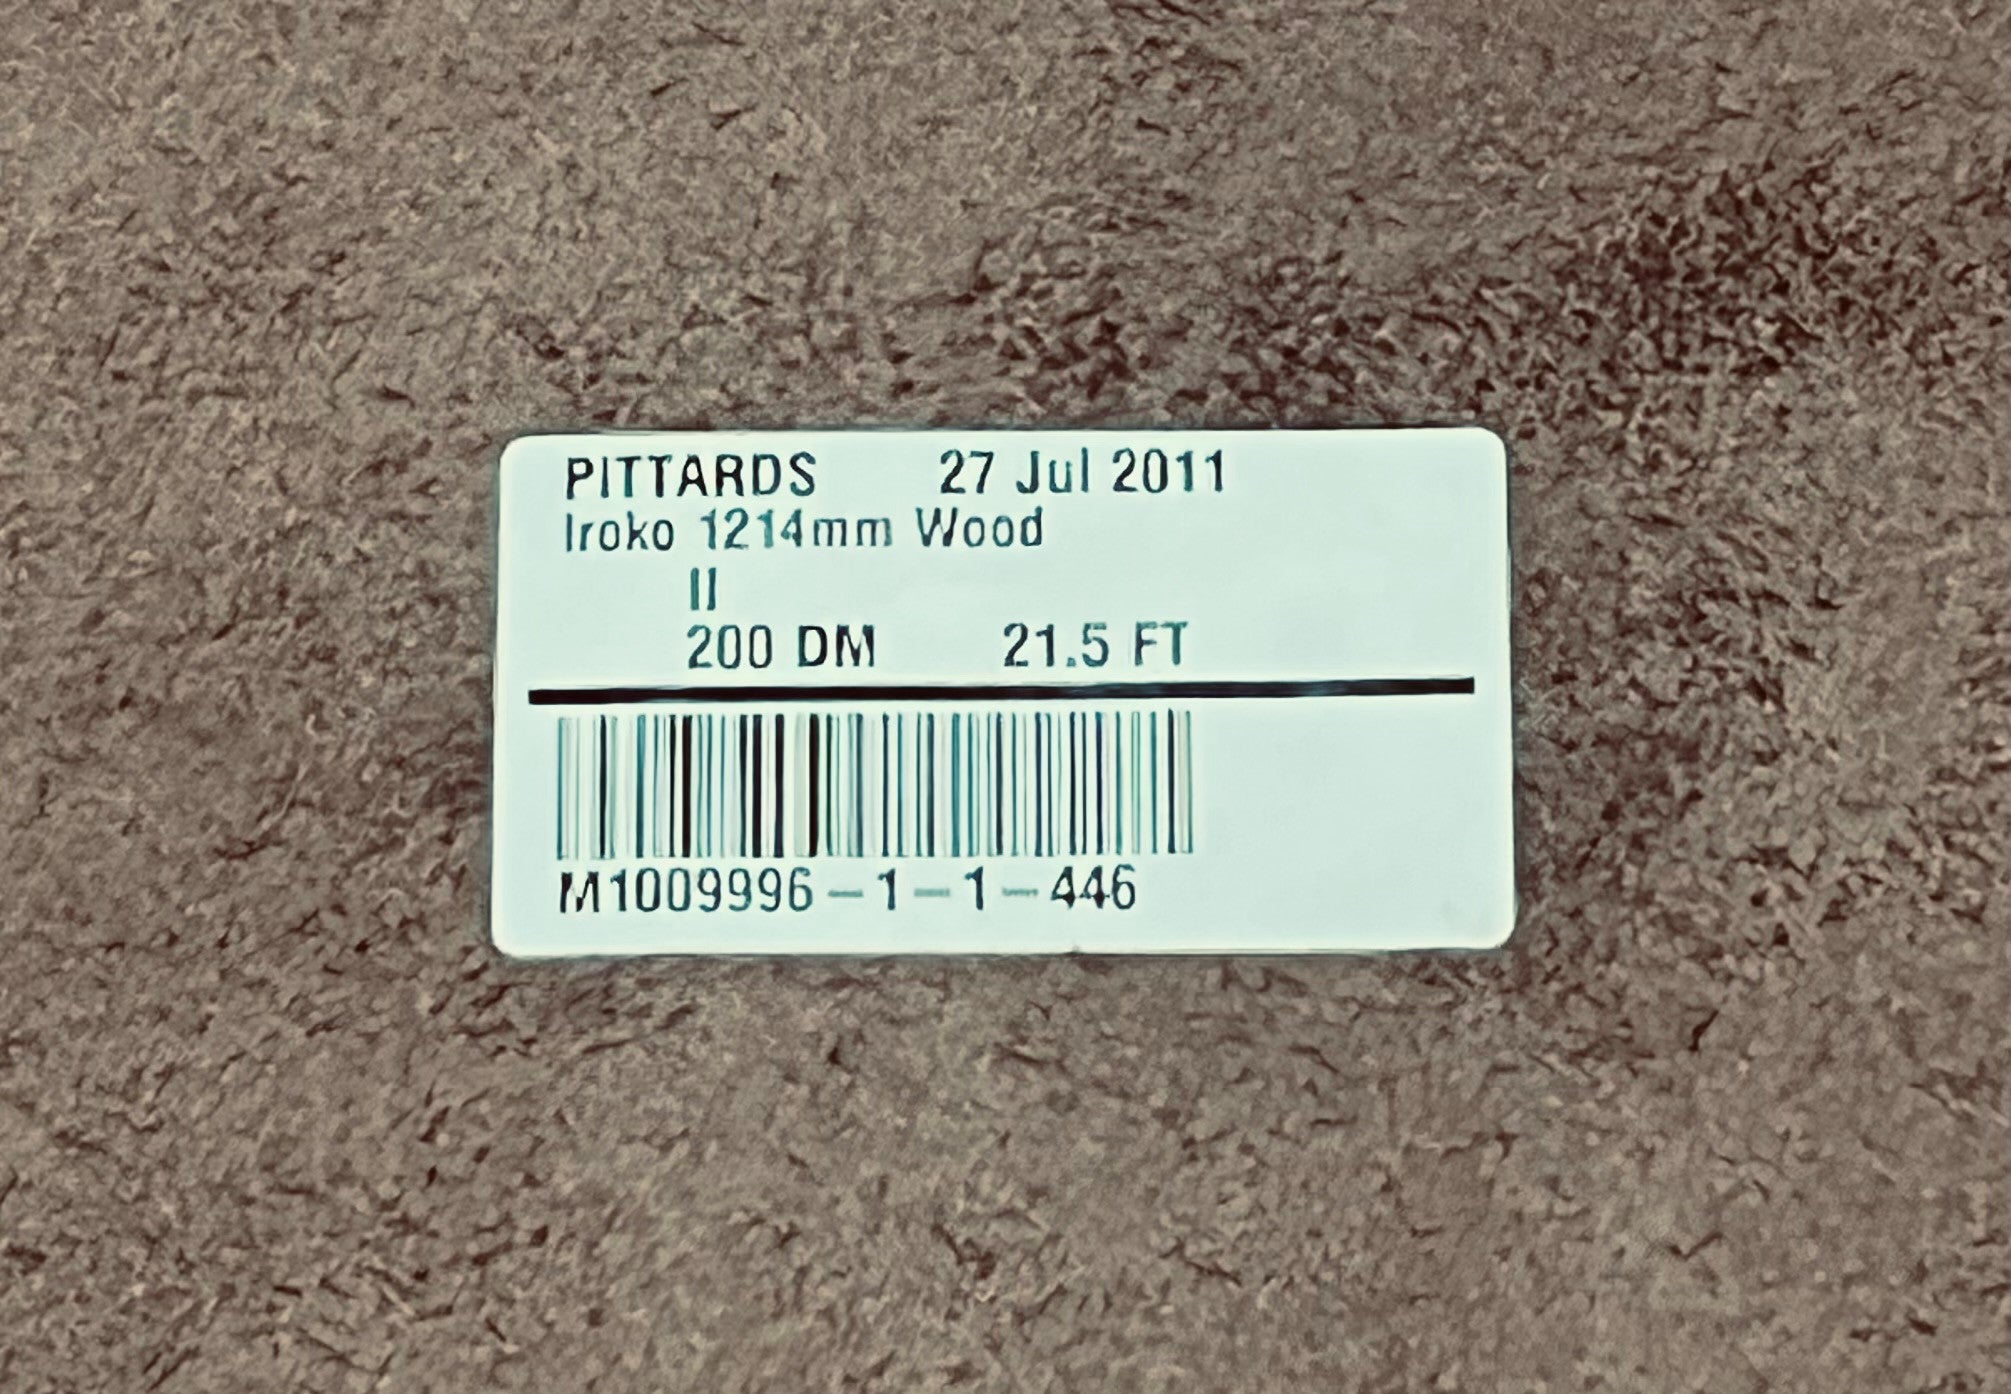 PITTARDS 27 Jul 2011
Iroko 1214mm Wood
II
200 DM 21.5 FT
M1009996-1-1-446